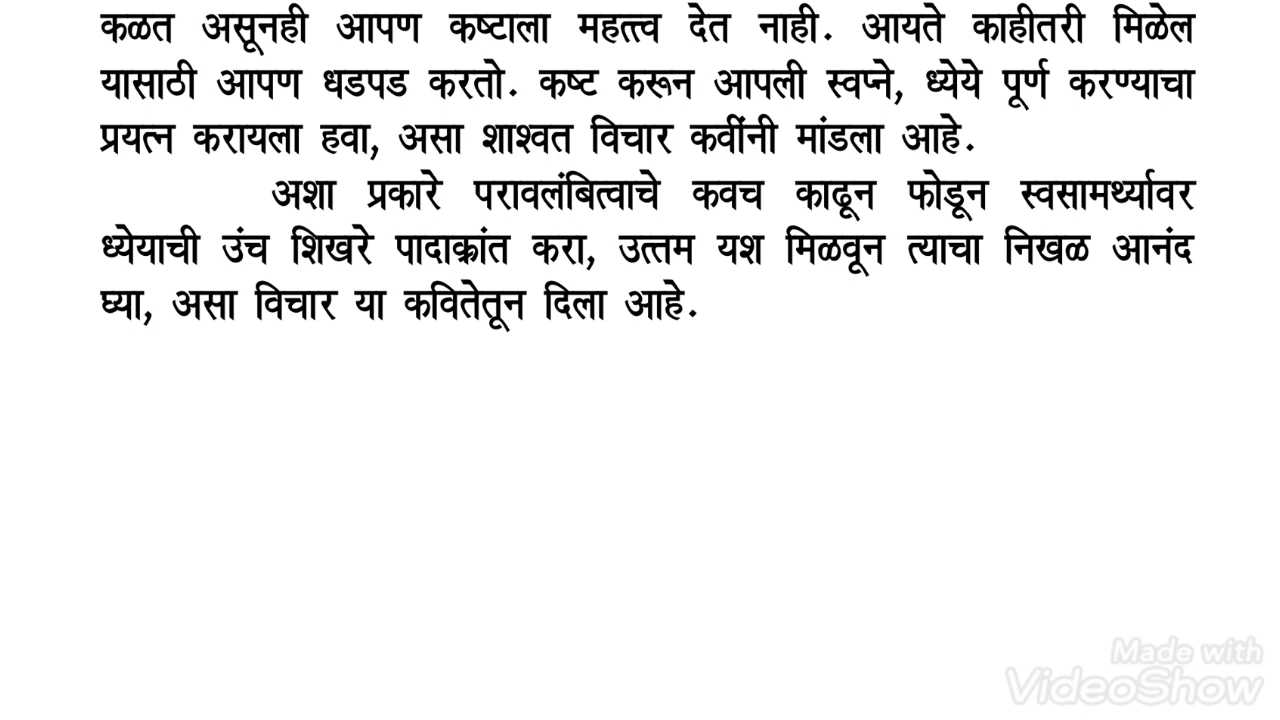 कळत असूनही आपण कष्टाला महत्त्व देत नाही. आयते काहीतरी मिळेल
यासाठी आपण धडपड करतो. कष्ट करून आपली स्वप्ने, ध्येये पूर्ण करण्याचा
प्रयत्न करायला हवा, असा शाश्वत विचार कवींनी मांडला आहे.
अशा प्रकारे परावलंबित्वाचे कवच काढून फोडून स्वसामर्थ्यावर
ध्येयाची उंच शिखरे पादाक्रांत करा, उत्तम यश मिळवून त्याचा निखळ आनंद
घ्या, असा विचार या कवितेतून दिला आहे.
Made with
VideoShow